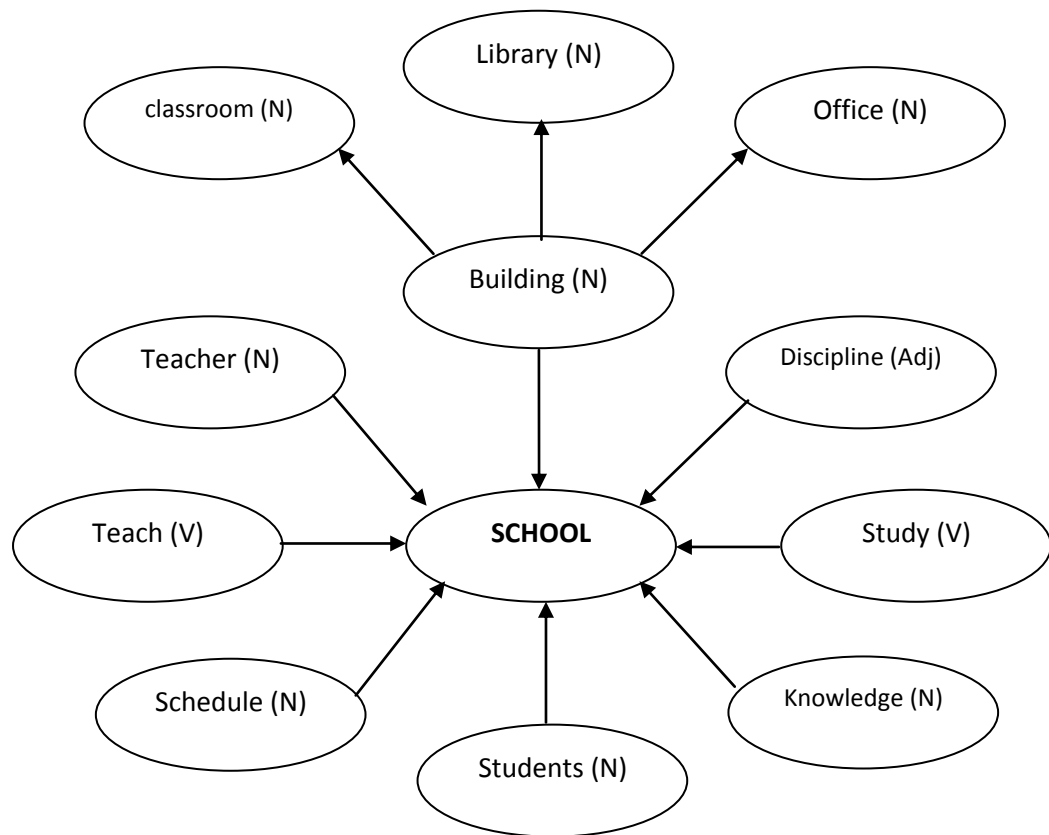 Library (N)
classroom (N)
Office (N)
Building (N)
Teacher (N)
Discipline (Adj)
Teach (V)
SCHOOL
Study (V)
Schedule (N)
Students (N)
Knowledge (N)